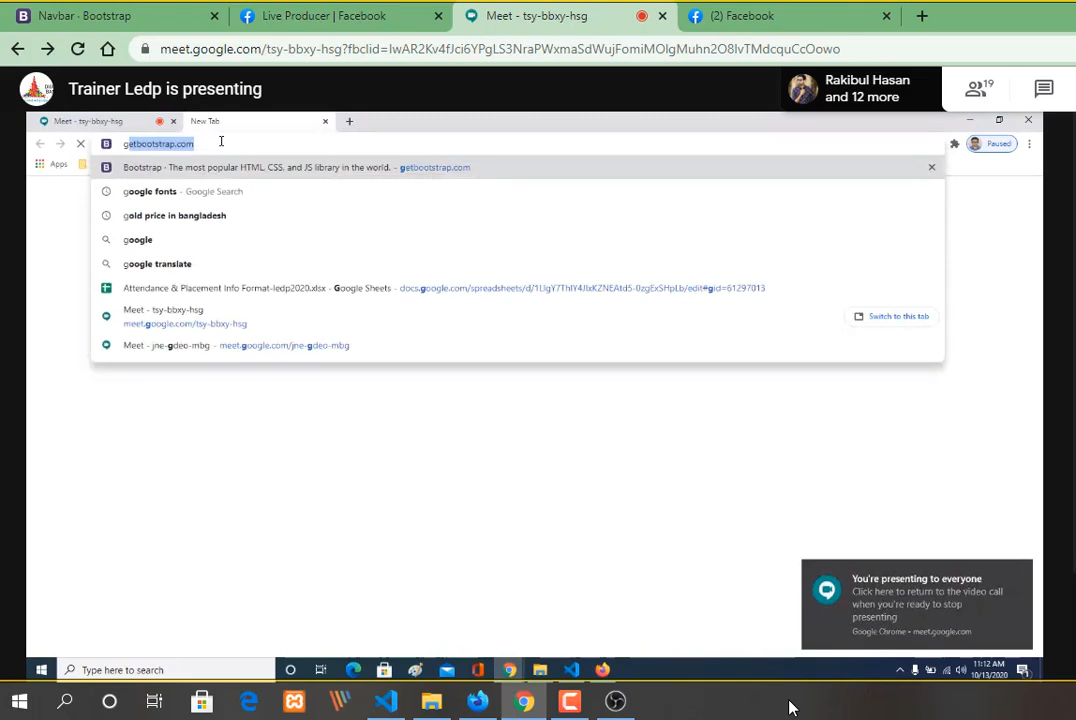 Navbar · Bootstrap
Live Producer | Facebook
Meet - tsy-bbxy-hsg
(2) Facebook
meet.google.com/tsy-bbxy-hsg?fbclid=IwAR2Kv4fJci6YPgLS3NraPWxmaSdWujFomiMOIgMuhn2O8IvTMdcquCcOowo
Trainer Ledp is presenting
Rakibul Hasan
and 12 more
19
Meet - tsy-bbxy-hsg
New Tab
getbootstrap.com
Paused
Apps
Bootstrap · The most popular HTML, CSS, and JS library in the world. - getbootstrap.com
google fonts - Google Search
gold price in bangladesh
google
google translate
Attendance & Placement Info Format-ledp2020.xlsx - Google Sheets - docs.google.com/spreadsheets/d/1LlgY7ThlY4JlxKZNEAtd5-0zgExSHpLb/edit#gid=61297013
Meet - tsy-bbxy-hsg
meet.google.com/tsy-bbxy-hsg
Switch to this tab
Meet - jne-gdeo-mbg - meet.google.com/jne-gdeo-mbg
You're presenting to everyone
Click here to return to the video call
when you're ready to stop
presenting
Google Chrome • meet.google.com
Type here to search
11:12 AM
10/13/2020